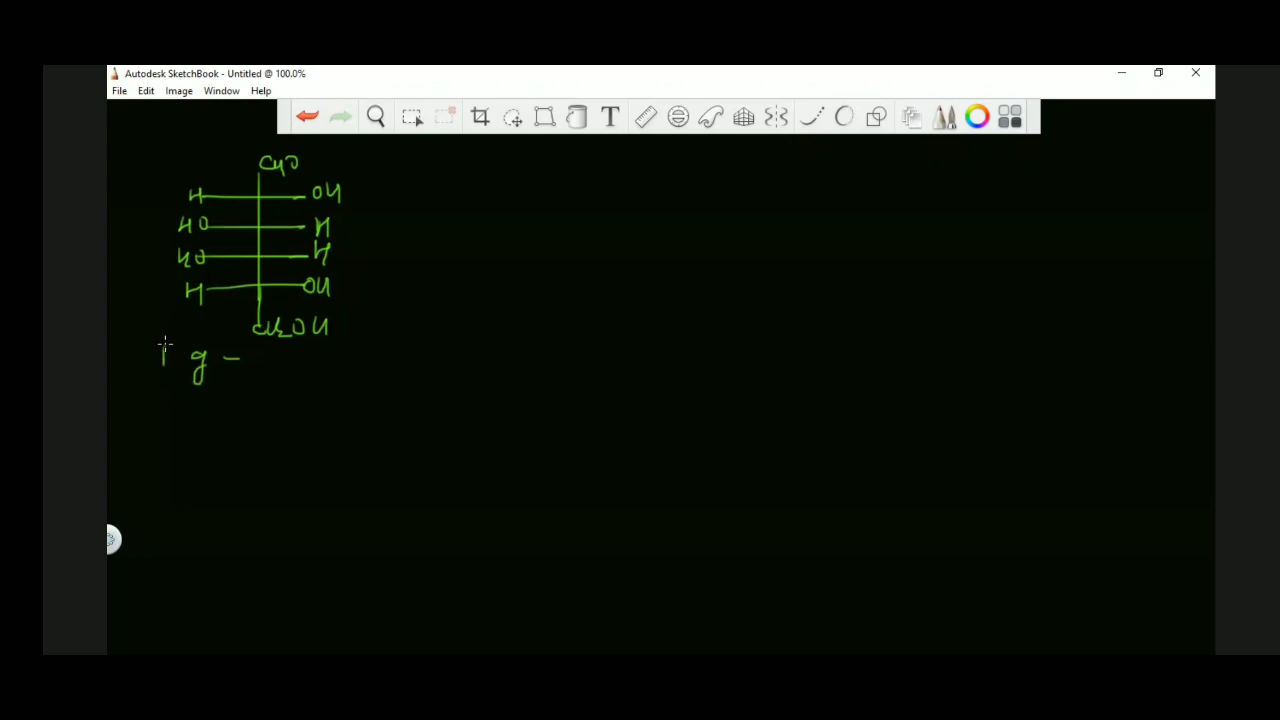 Autodesk SketchBook - Untitled @ 100.0%
File Edit Image Window Help
T
CHO
H OH
HO H
HO H
H OH
CH2OH
g -